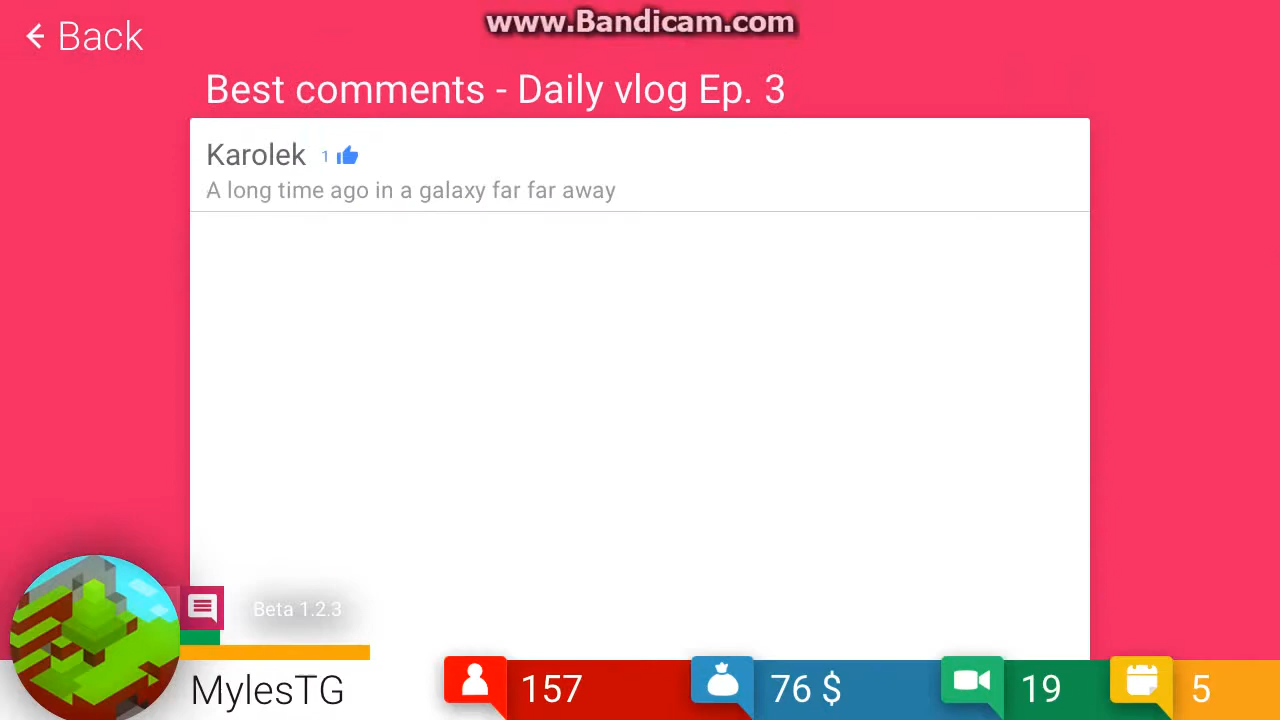 www.Bandicam.com
Back
Best comments - Daily vlog Ep. 3
Karolek 1
A long time ago in a galaxy far far away
Beta 1.2.3
MylesTG
157
76 $
19
5